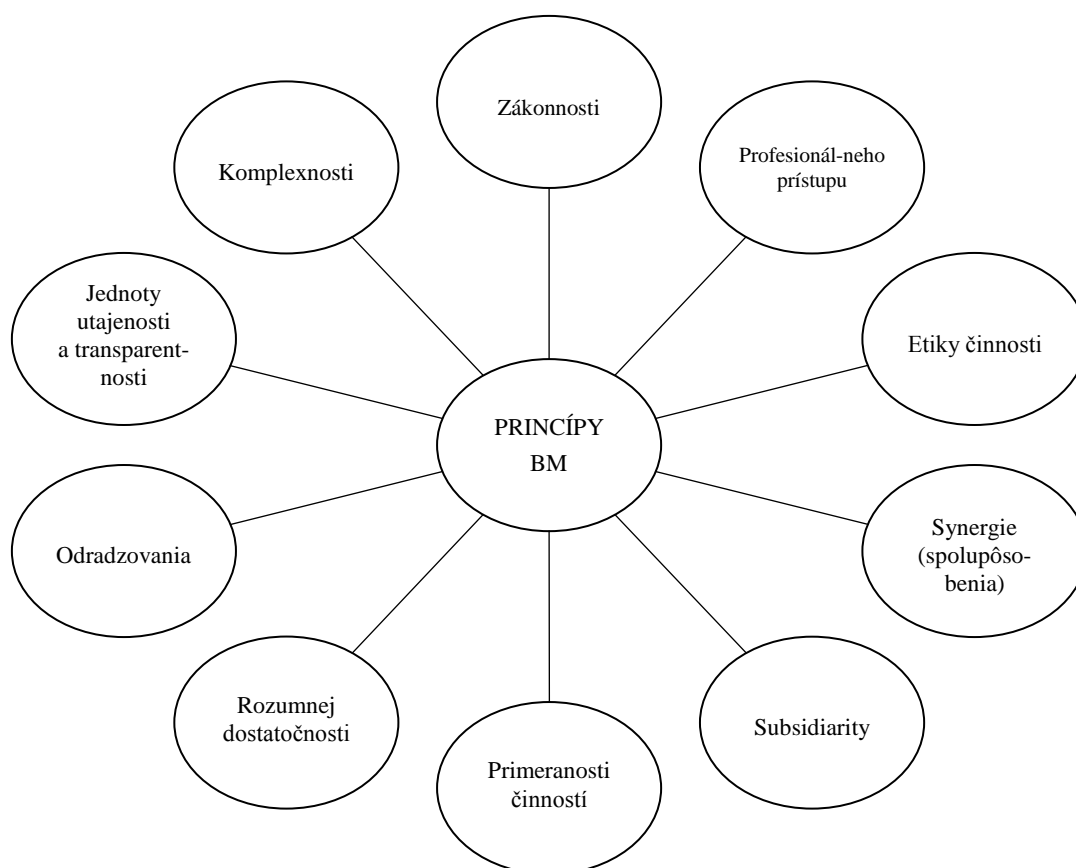 Zákonnosti
Profesionál-neho
prístupu
Komplexnosti
Jednoty
utajenosti
a transparent-
nosti
Etiky činnosti
PRINCÍPY
BM
Odradzovania
Synergie
(spolupôso-
benia)
Rozumnej
dostatočnosti
Subsidiarity
Primeranosti
činností